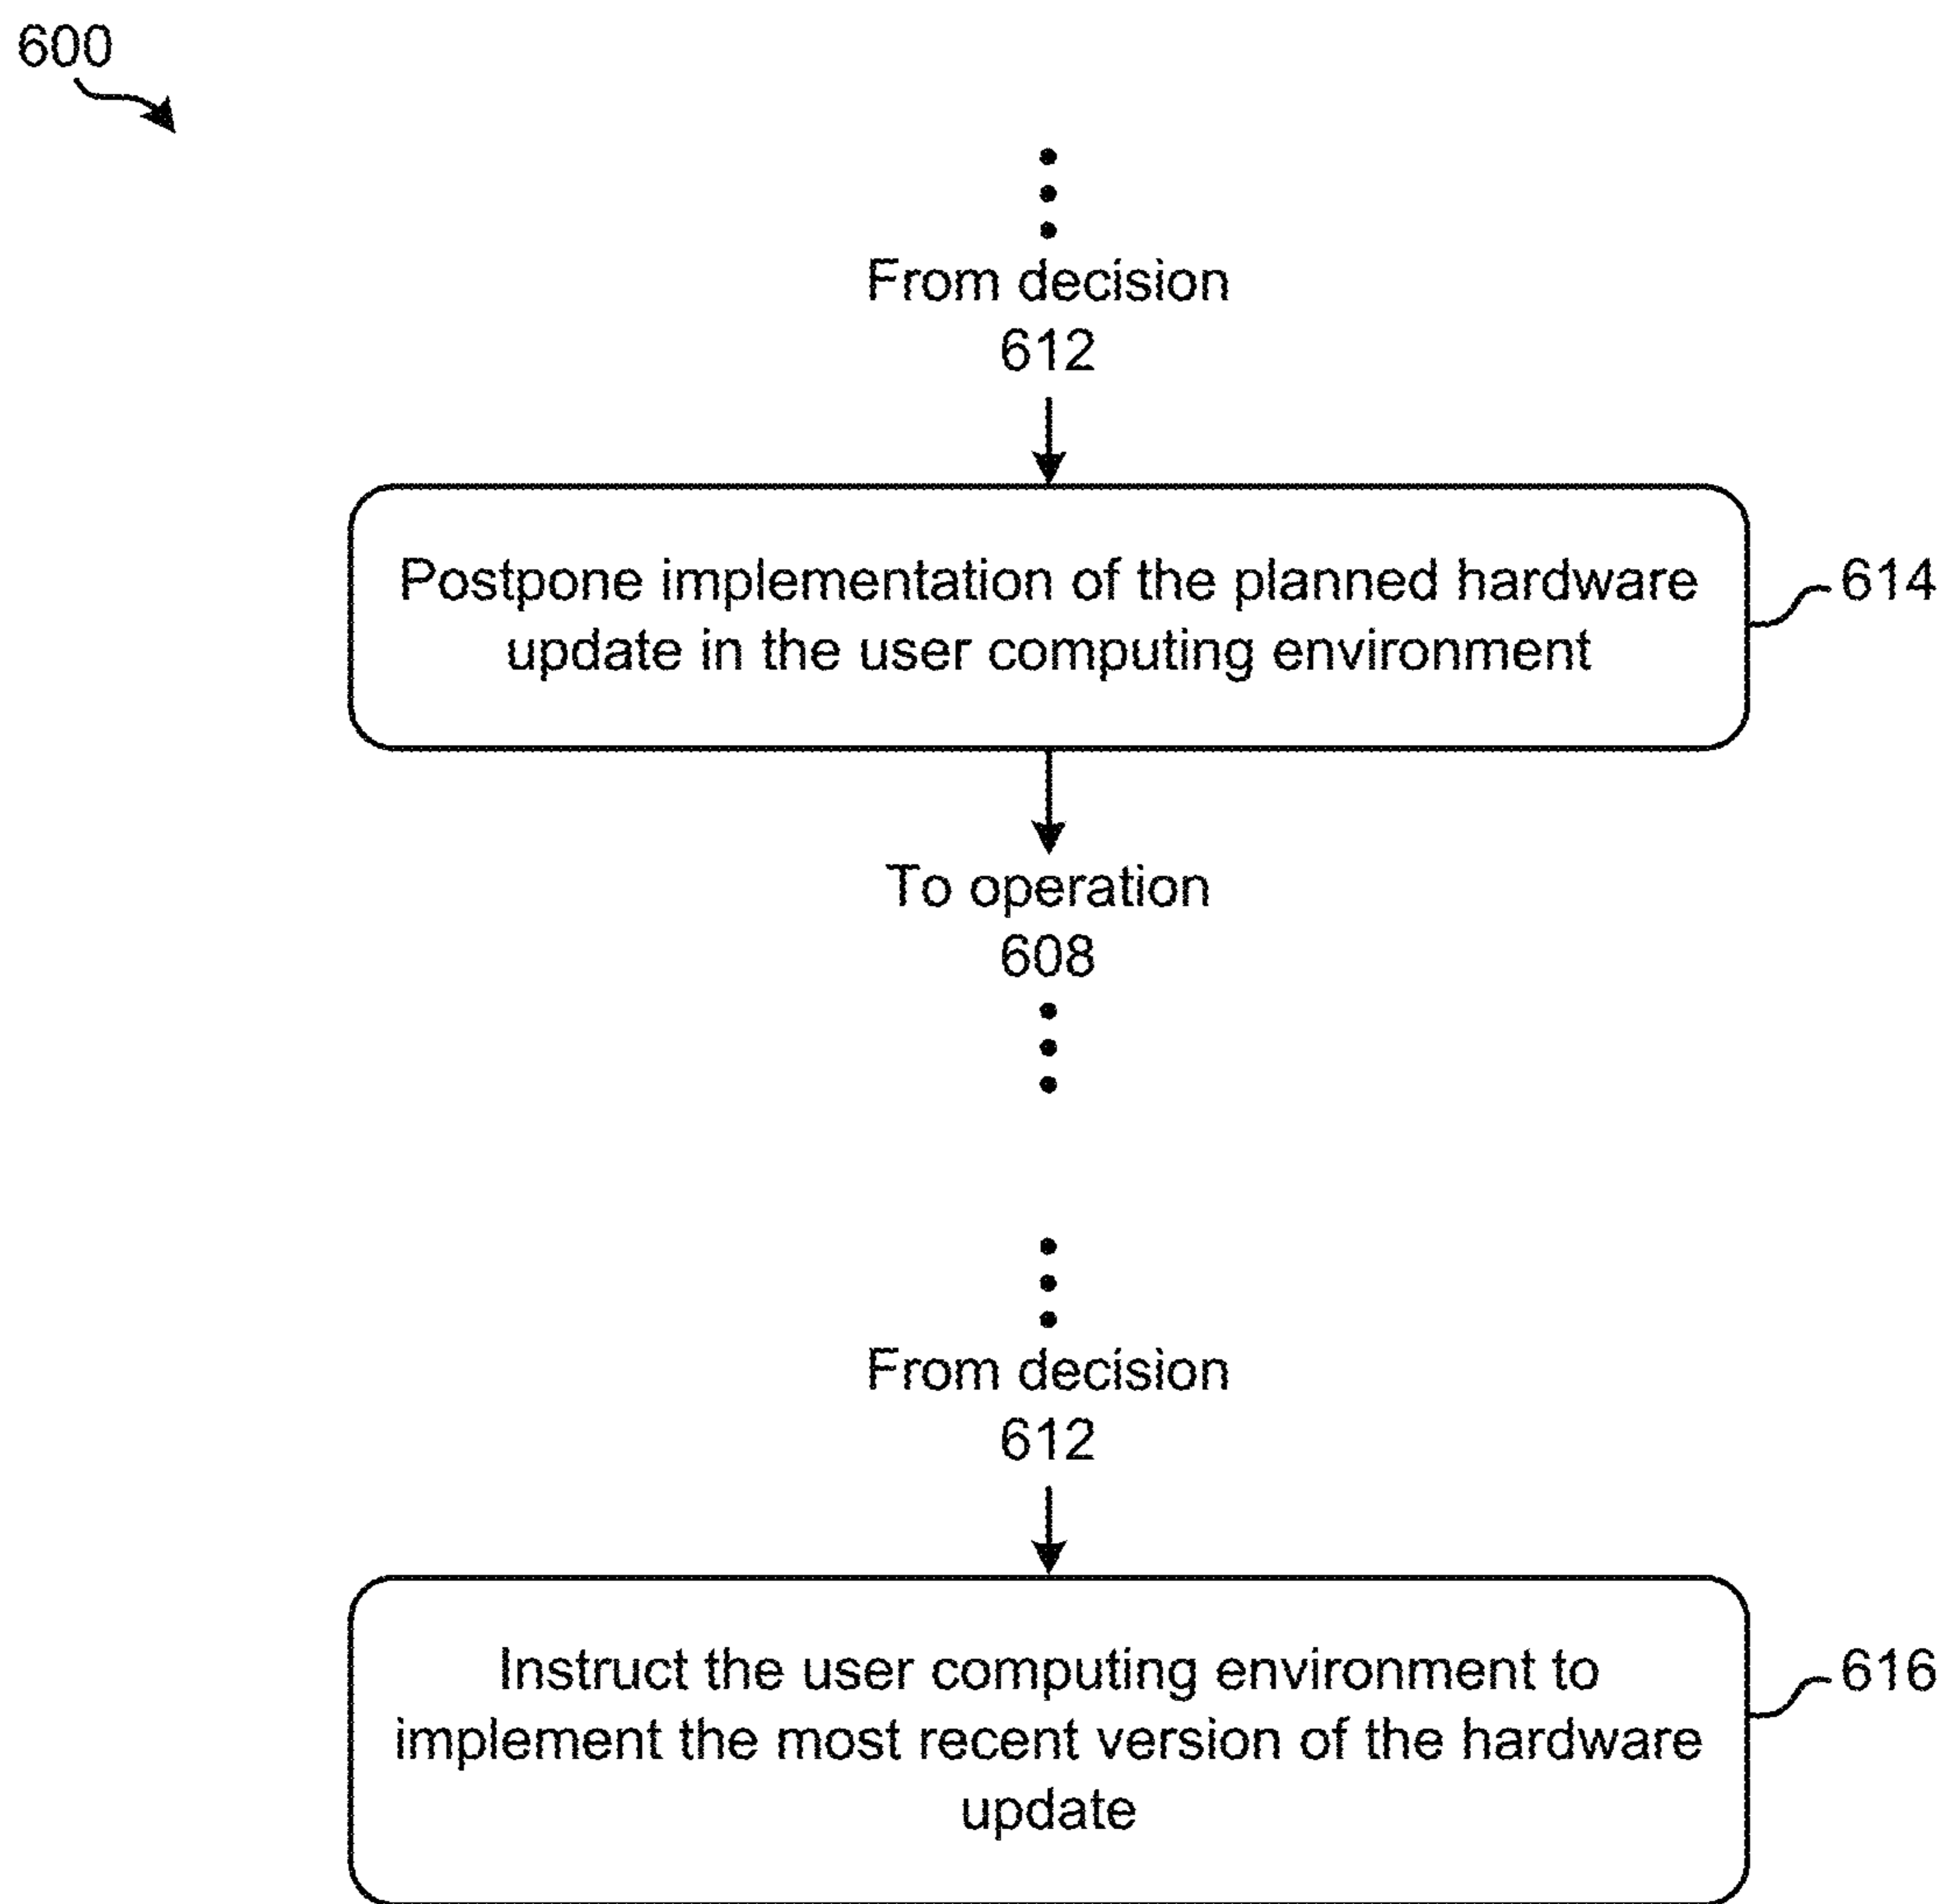 600
From decision
612
Postpone implementation of the planned hardware
update in the user computing environment
614
To operation
608
From decision
612
Instruct the user computing environment to
implement the most recent version of the hardware
update
616